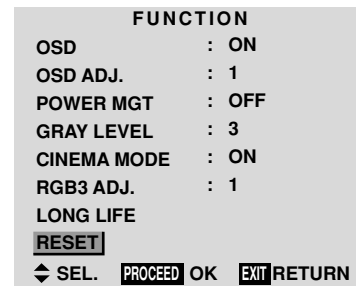 FUNCTION
OSD : ON
OSD ADJ. : 1
POWER MGT : OFF
GRAY LEVEL : 3
CINEMA MODE : ON
RGB3 ADJ. : 1
LONG LIFE
RESET
SEL. PROCEED OK EXIT RETURN